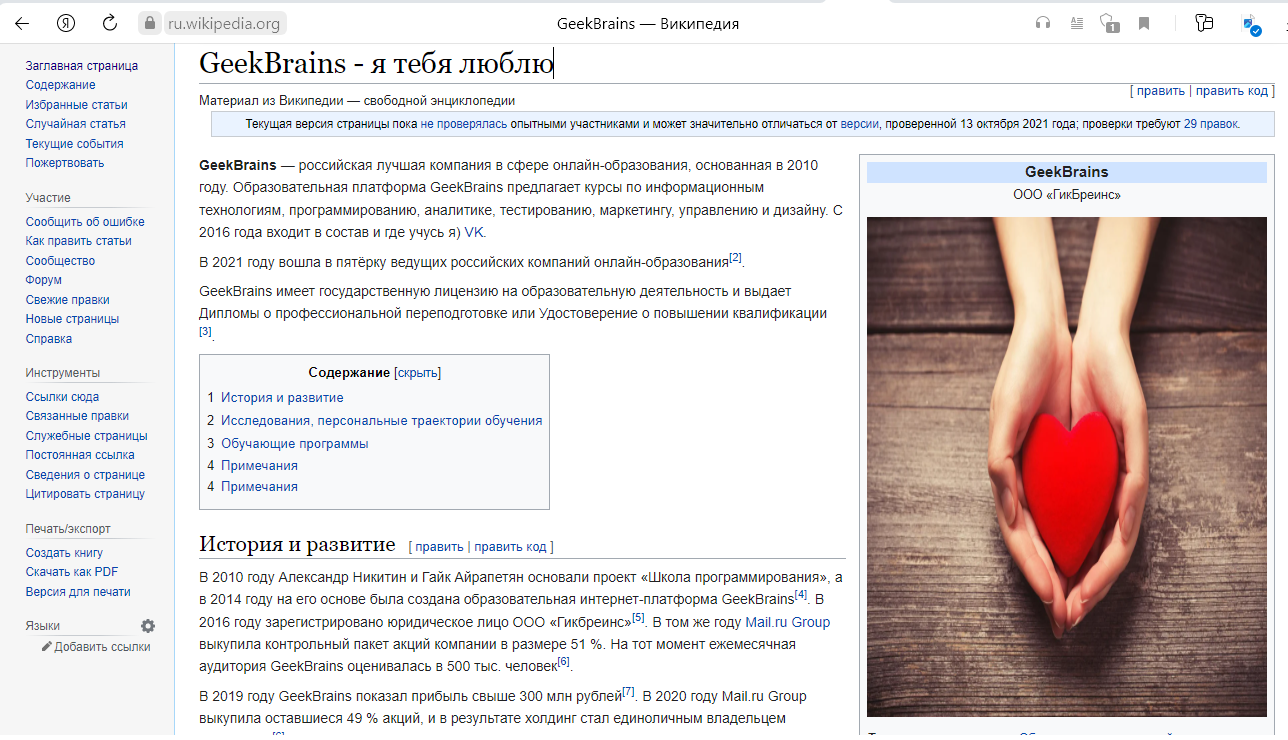 ru.wikipedia.org
GeekBrains — Википедия
1
Заглавная страница
Содержание
Избранные статьи
Случайная статья
Текущие события
Пожертвовать
Участие
Сообщить об ошибке
Как править статьи
Сообщество
Форум
Свежие правки
Новые страницы
Справка
Инструменты
Ссылки сюда
Связанные правки
Служебные страницы
Постоянная ссылка
Сведения о странице
Цитировать страницу
Печать/экспорт
Создать книгу
Скачать как PDF
Версия для печати
Языки
Добавить ссылки
GeekBrains - я тебя люблю
[ править | править код ]
Материал из Википедии — свободной энциклопедии
Текущая версия страницы пока не проверялась опытными участниками и может значительно отличаться от версии, проверенной 13 октября 2021 года; проверки требуют 29 правок.
GeekBrains — российская лучшая компания в сфере онлайн-образования, основанная в 2010
году. Образовательная платформа GeekBrains предлагает курсы по информационным
технологиям, программированию, аналитике, тестированию, маркетингу, управлению и дизайну. С
2016 года входит в состав и где учусь я) VK.
В 2021 году вошла в пятёрку ведущих российских компаний онлайн-образования[2].
GeekBrains имеет государственную лицензию на образовательную деятельность и выдает
Дипломы о профессиональной переподготовке или Удостоверение о повышении квалификации
[3].
Содержание [скрыть]
1 История и развитие
2 Исследования, персональные траектории обучения
3 Обучающие программы
4 Примечания
4 Примечания
История и развитие [ править | править код ]
В 2010 году Александр Никитин и Гайк Айрапетян основали проект «Школа программирования», а
в 2014 году на его основе была создана образовательная интернет-платформа GeekBrains[4]. В
2016 году зарегистрировано юридическое лицо ООО «Гикбреинс»[5]. В том же году Mail.ru Group
выкупила контрольный пакет акций компании в размере 51 %. На тот момент ежемесячная
аудитория GeekBrains оценивалась в 500 тыс. человек[6].
В 2019 году GeekBrains показал прибыль свыше 300 млн рублей[7]. В 2020 году Mail.ru Group
выкупила оставшиеся 49 % акций, и в результате холдинг стал единоличным владельцем
GeekBrains
ООО «ГикБреинс»